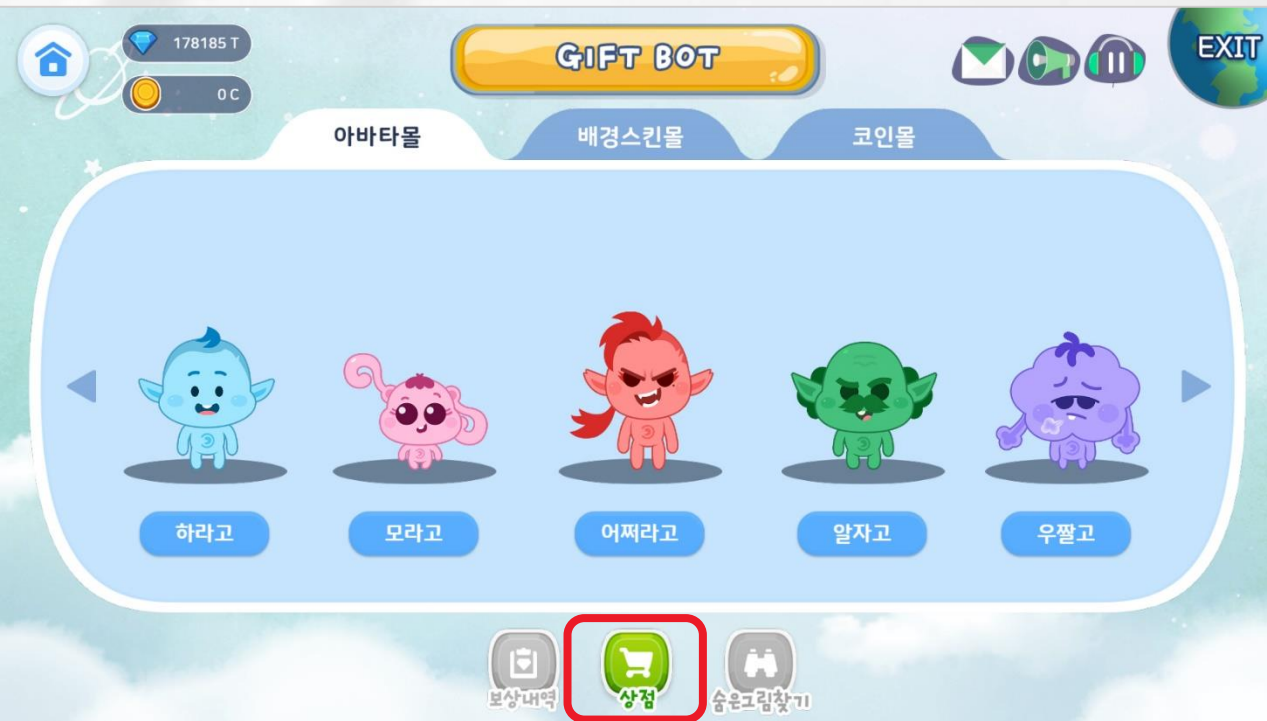 178185 T
GIFT BOT
EXIT
0 C
아바타몰
배경스킨몰
코인몰
하라고
모라고
어쩌라고
알자고
우짤고
보상내역
상점
숨은그림찾기